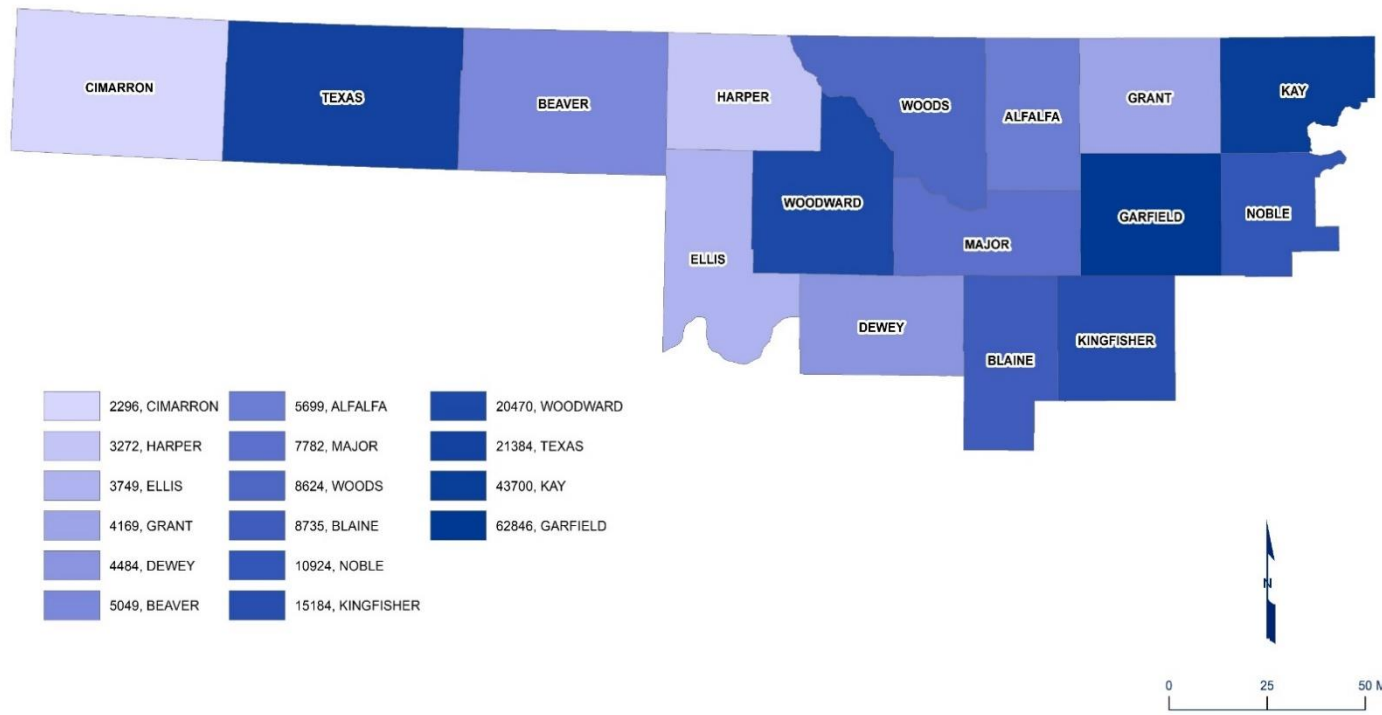 CIMARRON
TEXAS
BEAVER
HARPER
WOODS
ALFALFA
GRANT
KAY
WOODWARD
ELLIS
MAJOR
GARFIELD
NOBLE
DEWEY
BLAINE
KINGFISHER
2296, CIMARRON
3272, HARPER
3749, ELLIS
4169, GRANT
4484, DEWEY
5049, BEAVER
5699, ALFALFA
7782, MAJOR
8624, WOODS
8735, BLAINE
10924, NOBLE
15184, KINGFISHER
20470, WOODWARD
21384, TEXAS
43700, KAY
62846, GARFIELD
N
0 25 50 M